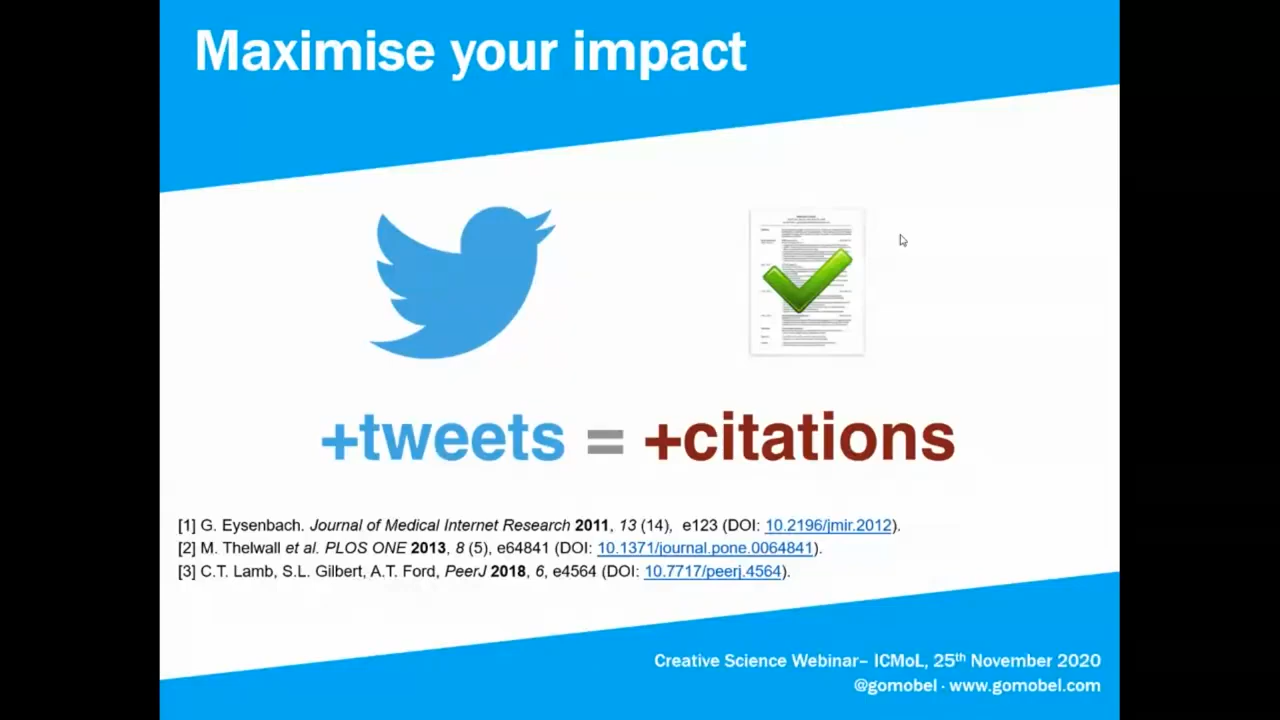 Maximise your impact
+tweets = +citations
[1] G. Eysenbach. Journal of Medical Internet Research 2011, 13 (14), e123 (DOI: 10.2196/jmir.2012).
[2] M. Thelwall et al. PLOS ONE 2013, 8 (5), e64841 (DOI: 10.1371/journal.pone.0064841).
[3] C.T. Lamb, S.L. Gilbert, A.T. Ford, PeerJ 2018, 6, e4564 (DOI: 10.7717/peerj.4564).
Creative Science Webinar– ICMoL, 25th November 2020
@gomobel · www.gomobel.com